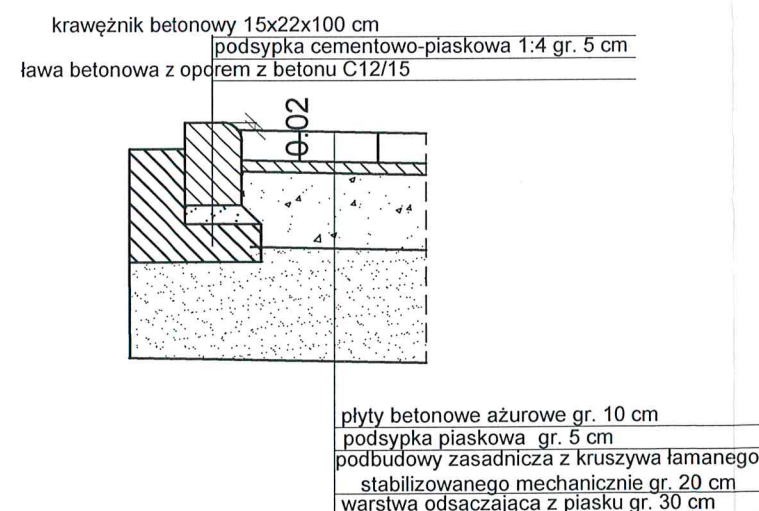 krawężnik betonowy 15x22x100 cm
podsypka cementowo-piaskowa 1:4 gr. 5 cm
ława betonowa z oporem z betonu C12/15
0.02
płyty betonowe ażurowe gr. 10 cm
podsypka piaskowa gr. 5 cm
podbudowy zasadnicza z kruszywa łamanego
stabilizowanego mechanicznie gr. 20 cm
warstwa odsaczajaca z piasku gr. 30 cm